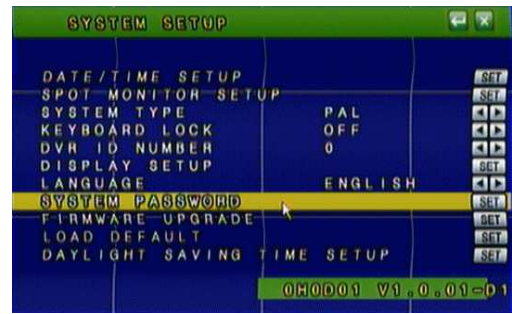 SYSTEM SETUP
DATE/TIME SETUP SET
SPOT MONITOR SETUP SET
SYSTEM TYPE PAL
KEYBOARD LOCK OFF
DVR ID NUMBER 0
DISPLAY SETUP SET
LANGUAGE ENGLISH
SYSTEM PASSWORD SET
FIRMWARE UPGRADE SET
LOAD DEFAULT SET
DAYLIGHT SAVING TIME SETUP SET
0H0D01 V1.0.01-D1